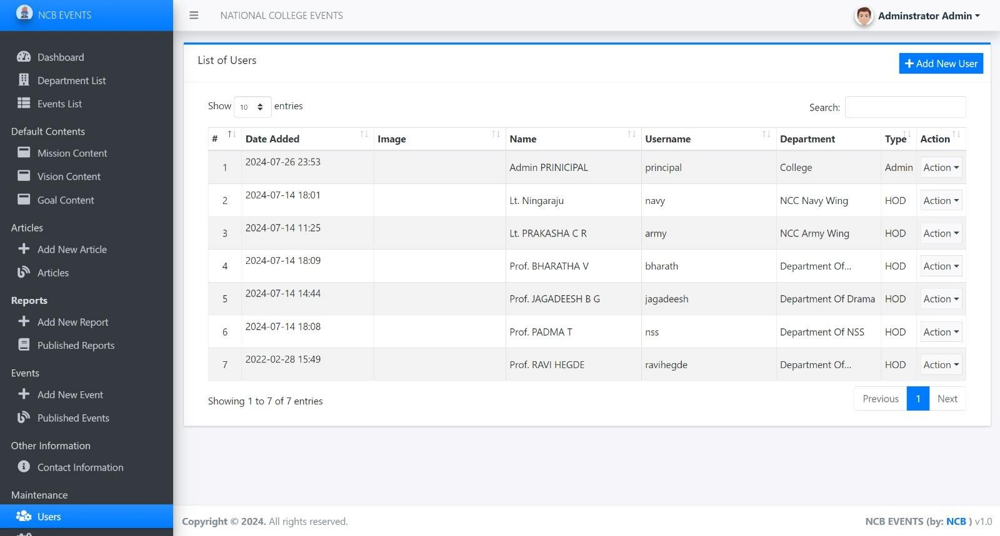 NCB EVENTS
NATIONAL COLLEGE EVENTS
Adminstrator Admin
Dashboard
Department List
Events List
Default Contents
Mission Content
Vision Content
Goal Content
Articles
Add New Article
Articles
Reports
Add New Report
Published Reports
Events
Add New Event
Published Events
Other Information
Contact Information
Maintenance
Users
List of Users
Add New User
Show 10 entries
Search:
# Date Added Image Name Username Department Type Action
1 2024-07-26 23:53 Admin PRINICIPAL principal College Admin Action
2 2024-07-14 18:01 Lt. Ningaraju navy NCC Navy Wing HOD Action
3 2024-07-14 11:25 Lt. PRAKASHA C R army NCC Army Wing HOD Action
4 2024-07-14 18:09 Prof. BHARATHA V bharath Department Of... HOD Action
5 2024-07-14 14:44 Prof. JAGADEESH B G jagadeesh Department Of Drama HOD Action
6 2024-07-14 18:08 Prof. PADMA T nss Department Of NSS HOD Action
7 2022-02-28 15:49 Prof. RAVI HEGDE ravihegde Department Of... HOD Action
Showing 1 to 7 of 7 entries
Previous 1 Next
Copyright © 2024. All rights reserved.
NCB EVENTS (by: NCB ) v1.0